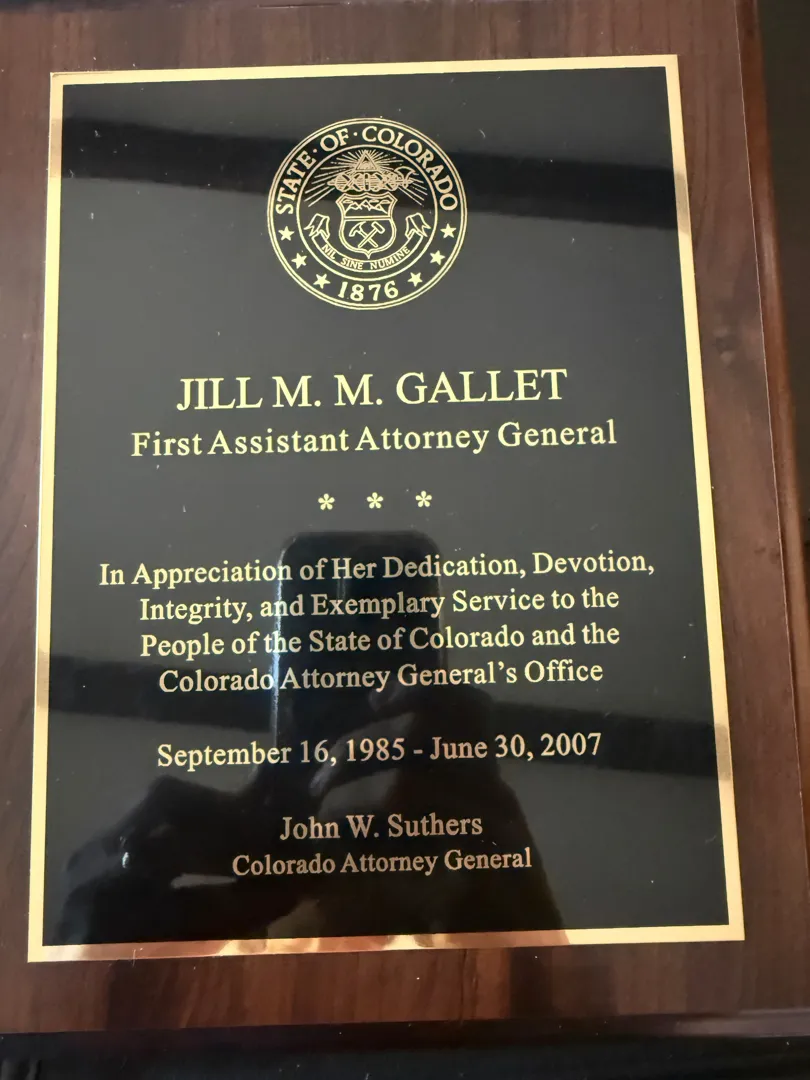 STATE·OF·COLORADO
NIL SINE NUMINE
1876
JILL M. M. GALLET
First Assistant Attorney General
* * *
In Appreciation of Her Dedication, Devotion,
Integrity, and Exemplary Service to the
People of the State of Colorado and the
Colorado Attorney General's Office
September 16, 1985 - June 30, 2007
John W. Suthers
Colorado Attorney General